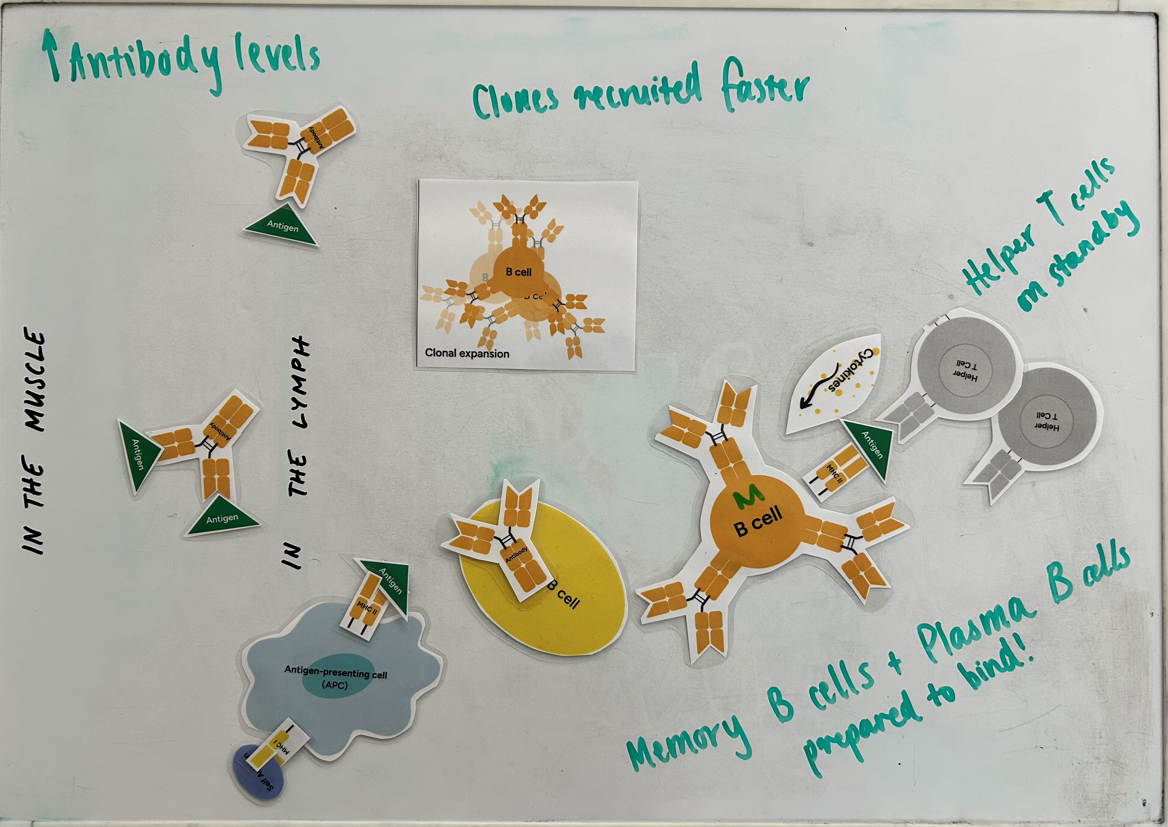 ↑ Antibody levels
Clones recruited faster
Antibody
Antigen
B cell
B Ce
Clonal expansion
Helper T cells
on standby
IN THE MUSCLE
IN THE LYMPH
Cytokines
Helper
T Cell
Helper
T Cell
Antigen
MHC II
Antigen
Antibody
Antigen
M
B cell
Antibody
B cell
Antigen
MHC II
Antigen-presenting cell
(APC)
MHC I
Self A
Memory B cells + Plasma B cells
prepared to bind!